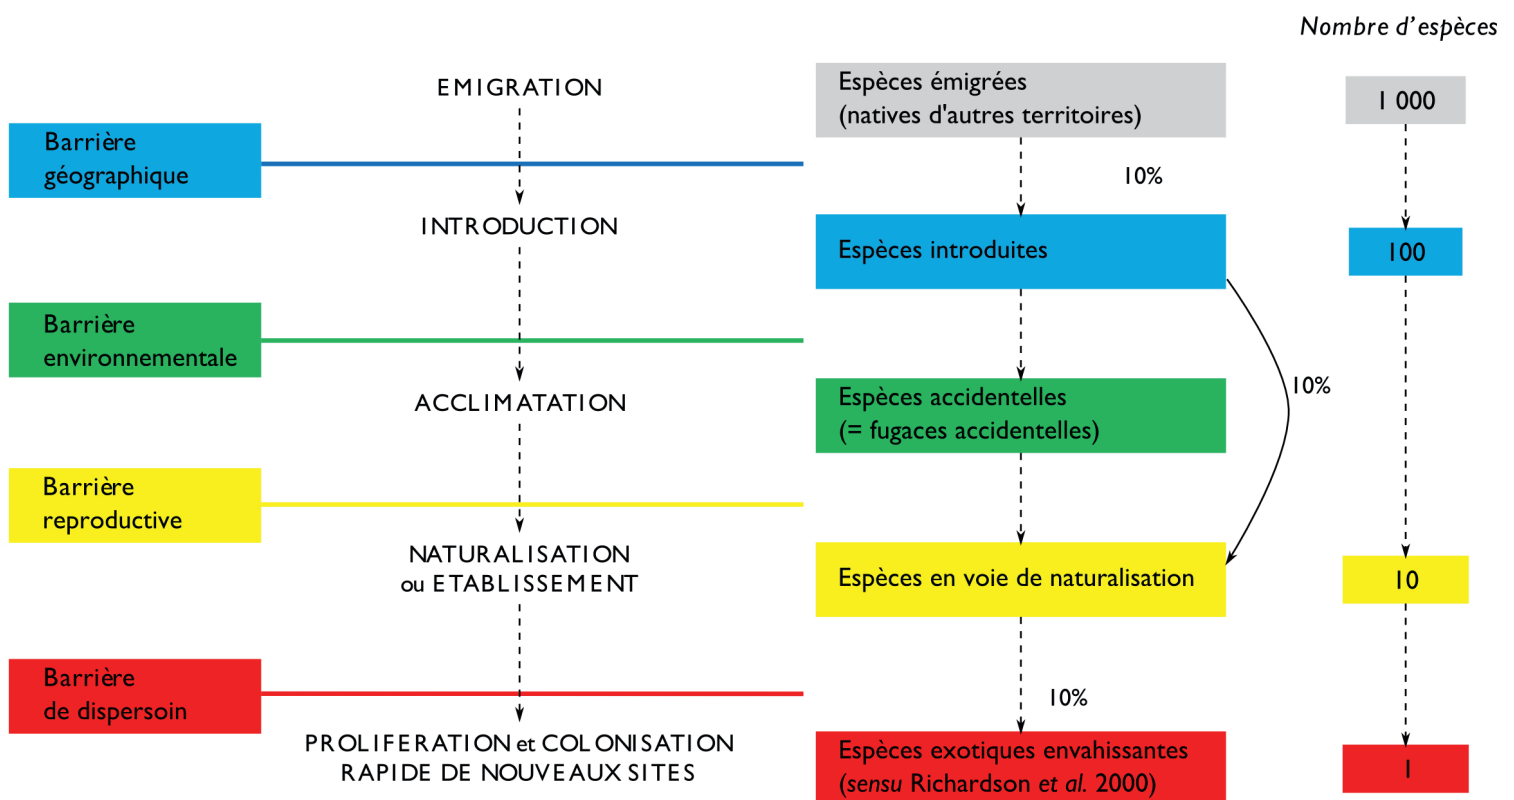 Nombre d'espèces
EMIGRATION
Espèces émigrées
(natives d'autres territoires)
1 000
Barrière
géographique
10%
INTRODUCTION
Espèces introduites
100
Barrière
environnementale
10%
ACCLIMATATION
Espèces accidentelles
(= fugaces accidentelles)
Barrière
reproductive
NATURALISATION
ou ETABLISSEMENT
Espèces en voie de naturalisation
10
Barrière
de dispersoin
10%
PROLIFERATION et COLONISATION
RAPIDE DE NOUVEAUX SITES
Espèces exotiques envahissantes
(sensu Richardson et al. 2000)
1